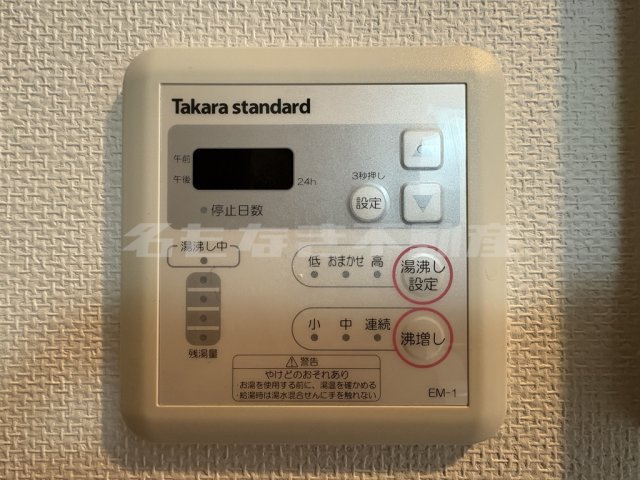 Takara standard
午前
午後
24h
3秒押し
設定
停止日数
湯沸し中
低 おまかせ 高
湯沸し
設定
小 中 連続
沸増し
残湯量
警告
やけどのおそれあり
お湯を使用する前に、湯温を確かめる
給湯時は湯水混合せんに手を触れない
EM-1